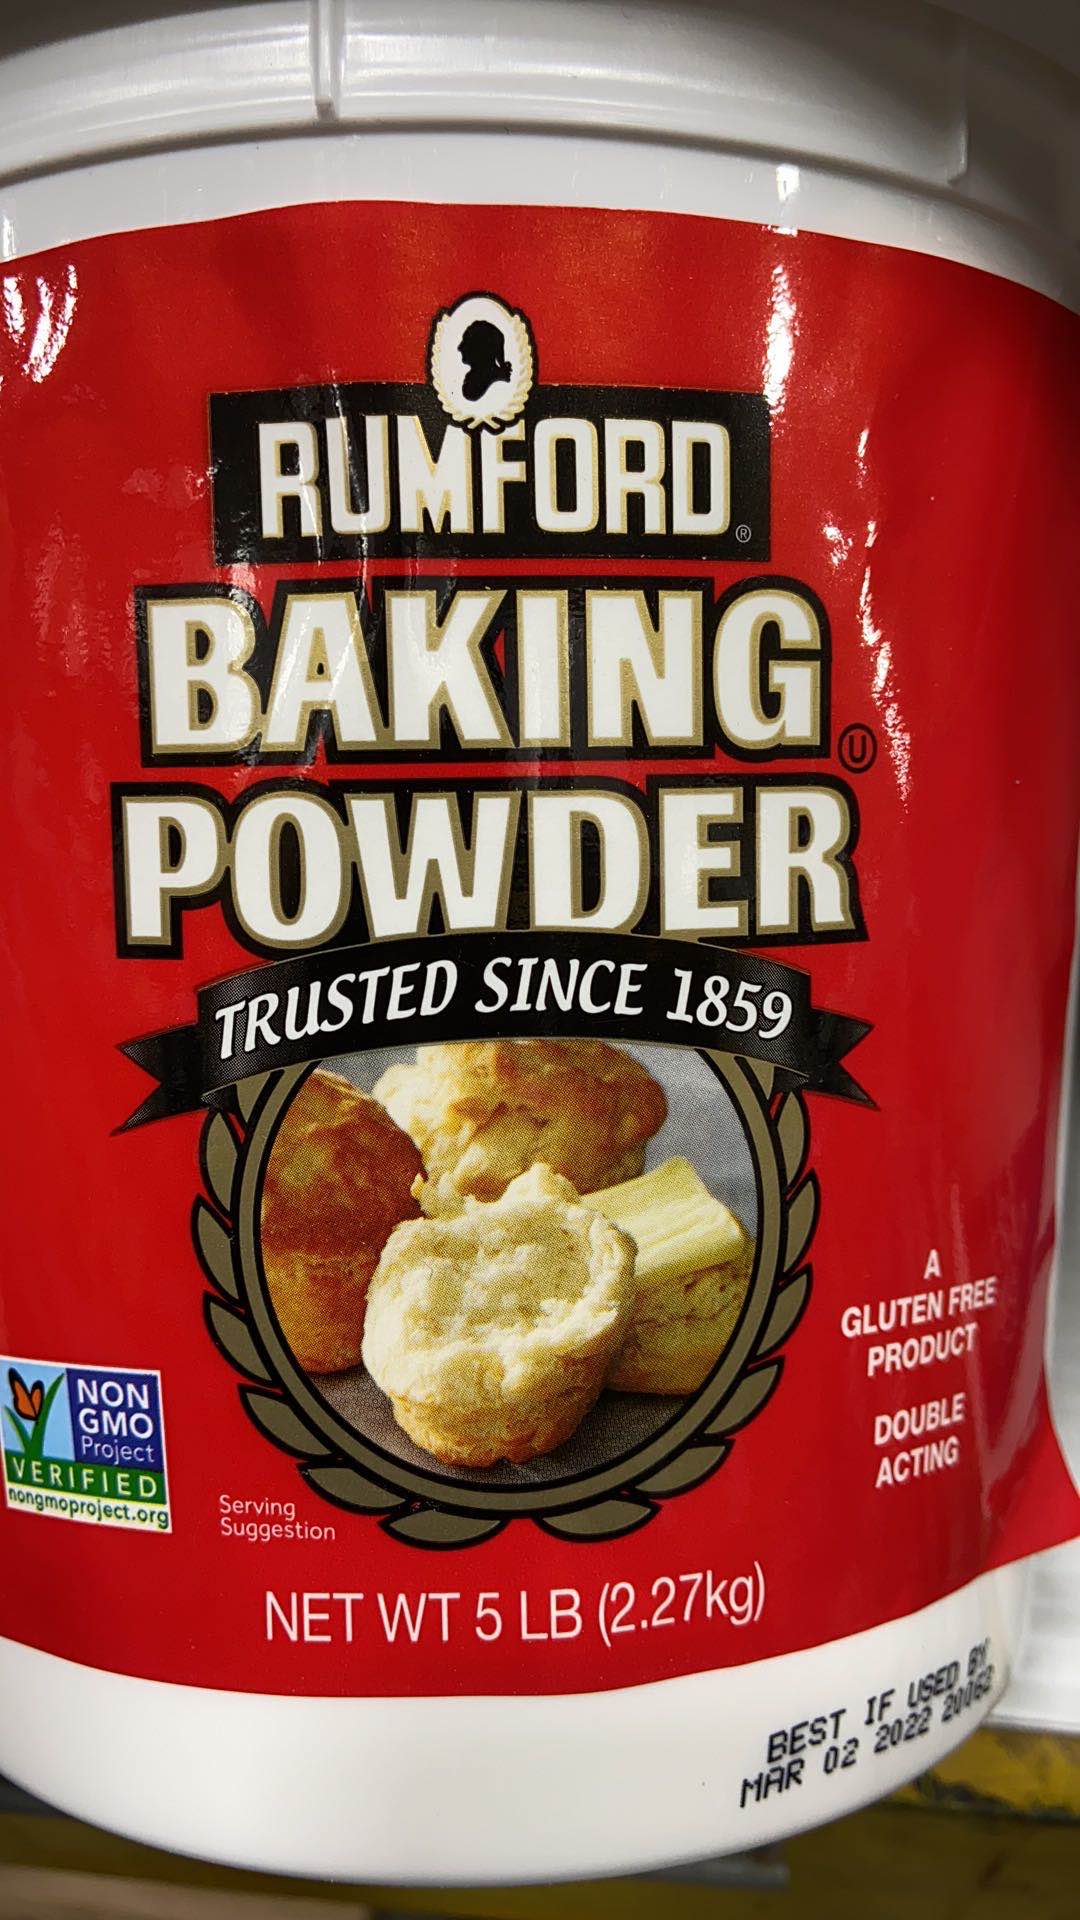 RUMFORD®
BAKING
POWDER Ⓤ
TRUSTED SINCE 1859
A
GLUTEN FREE
PRODUCT
DOUBLE
ACTING
NON
GMO
Project
VERIFIED
nongmoproject.org
Serving
Suggestion
NET WT 5 LB (2.27kg)
BEST IF USED BY
MAR 02 2022 20062